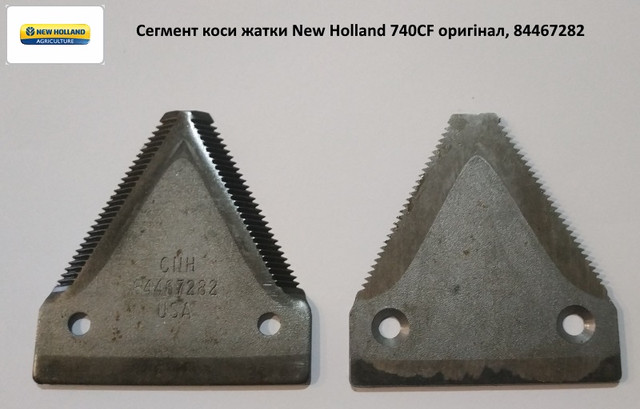 NEW HOLLAND
AGRICULTURE
Сегмент коси жатки New Holland 740CF оригінал, 84467282
CNH
84467282
USA